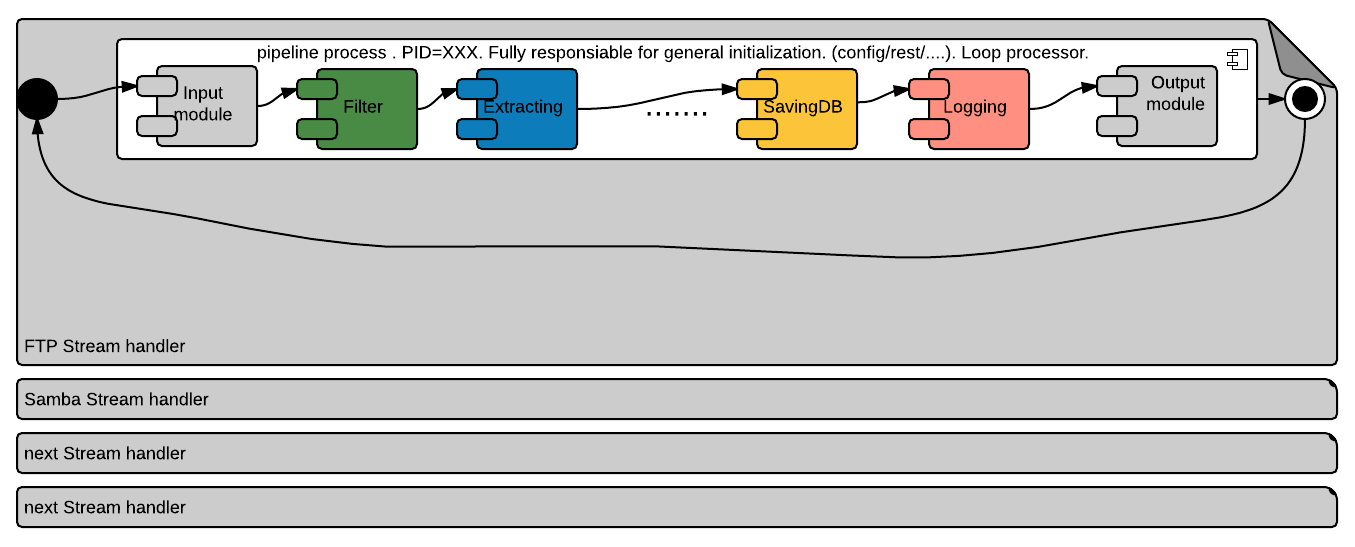 pipeline process . PID=XXX. Fully responsiable for general initialization. (config/rest/....). Loop processor.
Input
module
Filter
Extracting
.......
SavingDB
Logging
Output
module
FTP Stream handler
Samba Stream handler
next Stream handler
next Stream handler